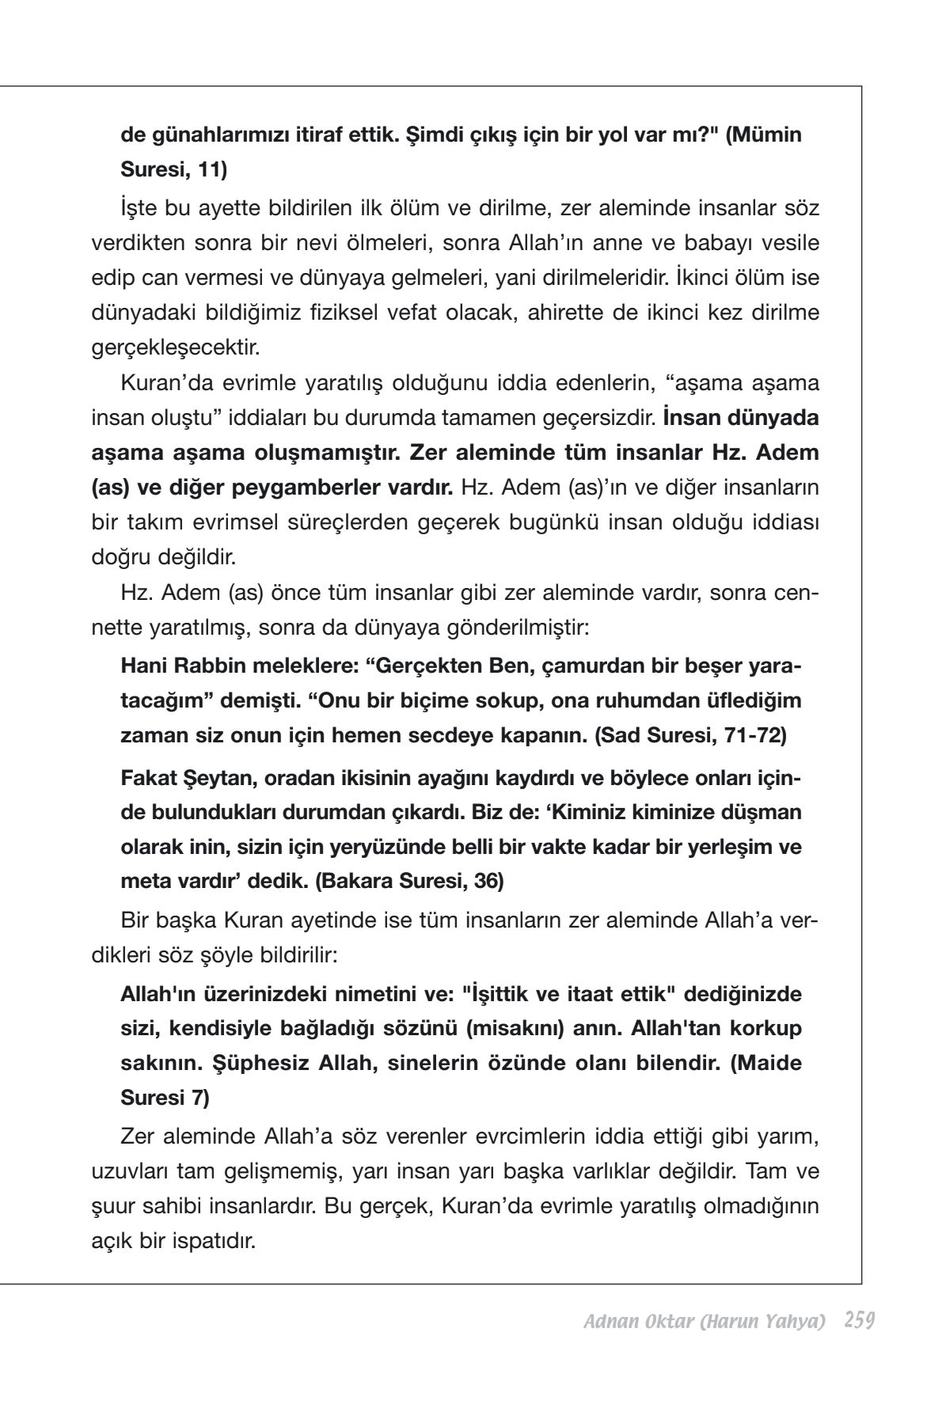 de günahlarımızı itiraf ettik. Şimdi çıkış için bir yol var mı?" (Mümin
Suresi, 11)
İşte bu ayette bildirilen ilk ölüm ve dirilme, zer aleminde insanlar söz
verdikten sonra bir nevi ölmeleri, sonra Allah’ın anne ve babayı vesile
edip can vermesi ve dünyaya gelmeleri, yani dirilmeleridir. İkinci ölüm ise
dünyadaki bildiğimiz fiziksel vefat olacak, ahirette de ikinci kez dirilme
gerçekleşecektir.
Kuran’da evrimle yaratılış olduğunu iddia edenlerin, “aşama aşama
insan oluştu” iddiaları bu durumda tamamen geçersizdir. İnsan dünyada
aşama aşama oluşmamıştır. Zer aleminde tüm insanlar Hz. Adem
(as) ve diğer peygamberler vardır. Hz. Adem (as)’ın ve diğer insanların
bir takım evrimsel süreçlerden geçerek bugünkü insan olduğu iddiası
doğru değildir.
Hz. Adem (as) önce tüm insanlar gibi zer aleminde vardır, sonra cen-
nette yaratılmış, sonra da dünyaya gönderilmiştir:
Hani Rabbin meleklere: “Gerçekten Ben, çamurdan bir beşer yara-
tacağım” demişti. “Onu bir biçime sokup, ona ruhumdan üflediğim
zaman siz onun için hemen secdeye kapanın. (Sad Suresi, 71-72)
Fakat Şeytan, oradan ikisinin ayağını kaydırdı ve böylece onları için-
de bulundukları durumdan çıkardı. Biz de: ‘Kiminiz kiminize düşman
olarak inin, sizin için yeryüzünde belli bir vakte kadar bir yerleşim ve
meta vardır’ dedik. (Bakara Suresi, 36)
Bir başka Kuran ayetinde ise tüm insanların zer aleminde Allah’a ver-
dikleri söz şöyle bildirilir:
Allah'ın üzerinizdeki nimetini ve: "İşittik ve itaat ettik" dediğinizde
sizi, kendisiyle bağladığı sözünü (misakını) anın. Allah'tan korkup
sakının. Şüphesiz Allah, sinelerin özünde olanı bilendir. (Maide
Suresi 7)
Zer aleminde Allah’a söz verenler evrcimlerin iddia ettiği gibi yarım,
uzuvları tam gelişmemiş, yarı insan yarı başka varlıklar değildir. Tam ve
şuur sahibi insanlardır. Bu gerçek, Kuran’da evrimle yaratılış olmadığının
açık bir ispatıdır.
Adnan Oktar (Harun Yahya) 259